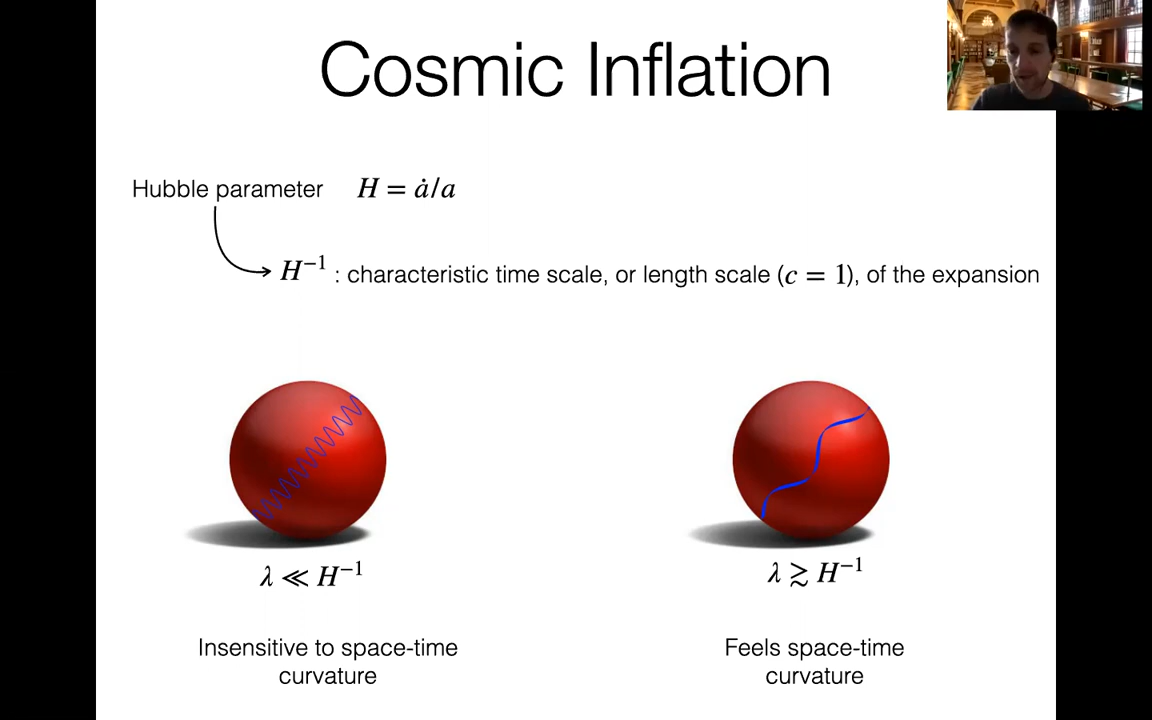 Cosmic Inflation
Hubble parameter H = ȧ/a
H⁻¹ : characteristic time scale, or length scale (c = 1), of the expansion
λ ≪ H⁻¹
λ ≳ H⁻¹
Insensitive to space-time
curvature
Feels space-time
curvature